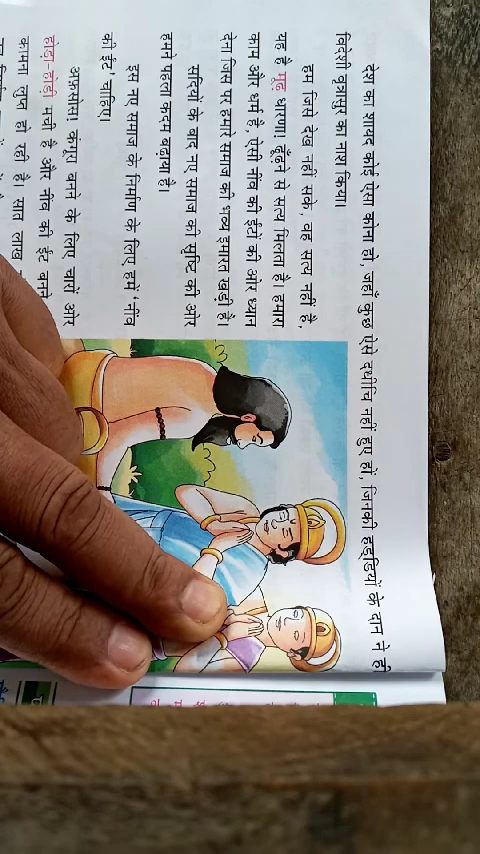 देश का शायद कोई ऐसा कोना हो, जहाँ कुछ ऐसे दधीचि नहीं हुए हों, जिनकी हड्डियों के दान ने ही
विदेशी वृत्रासुर का नाश किया।
हम जिसे देख नहीं सके, वह सत्य नहीं है,
यह है मूढ़ धारणा। ढूँढ़ने से सत्य मिलता है। हमारा
काम और धर्म है, ऐसी नींव की ईंटों की ओर ध्यान
देना जिस पर हमारे समाज की भव्य इमारत खड़ी है।
सदियों के बाद नए समाज की सृष्टि की ओर
हमने पहला कदम बढ़ाया है।
इस नए समाज के निर्माण के लिए हमें 'नींव
की ईंट' चाहिए।
अफ़सोस! कंगूरा बनने के लिए चारों ओर
होड़ा-होड़ी मची है और नींव की ईंट बनने
कामना लुप्त हो रही है। सात लाख